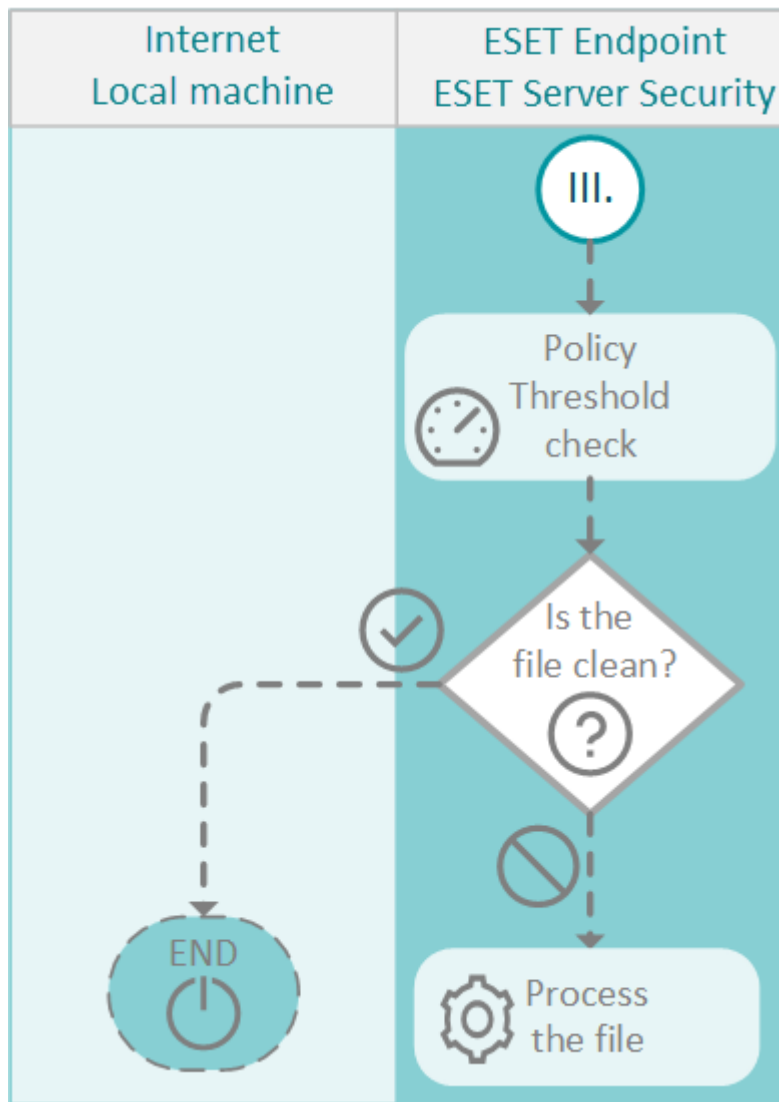 Internet
Local machine
ESET Endpoint
ESET Server Security
III.
Policy
Threshold
check
Is the
file clean?
?
END
Process
the file